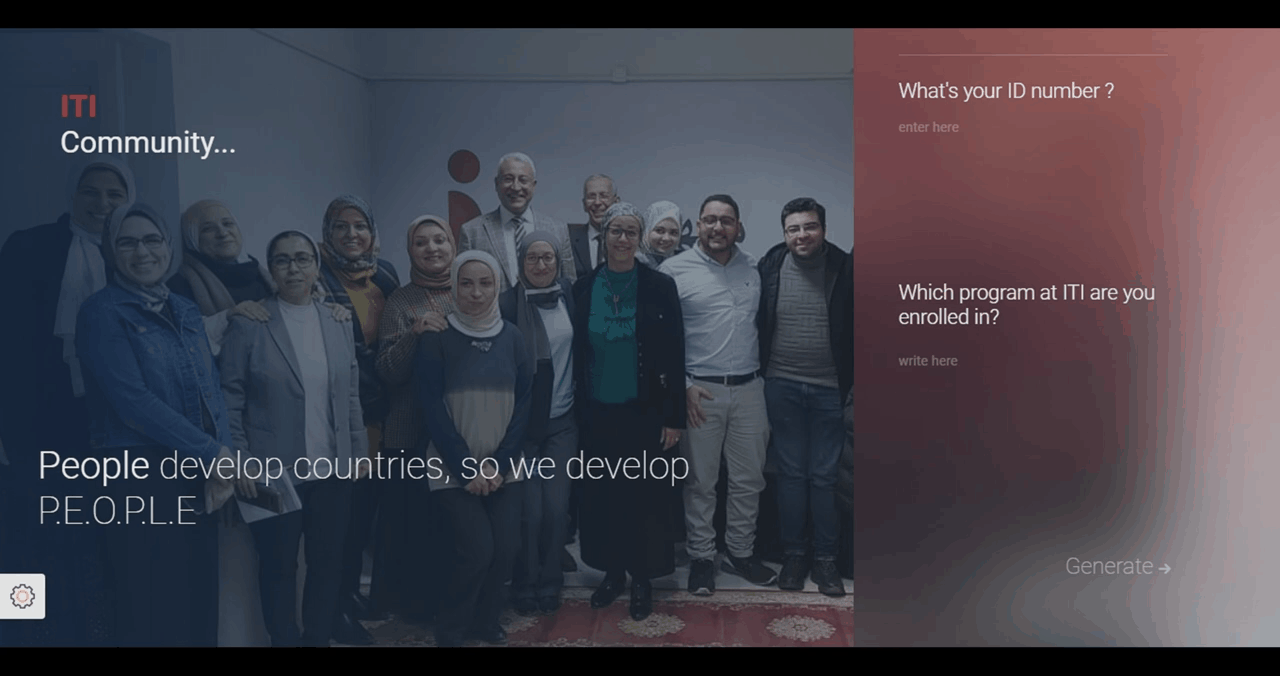 ITI
Community...
People develop countries, so we develop
P.E.O.P.L.E
What's your ID number ?
enter here
Which program at ITI are you
enrolled in?
write here
Generate →